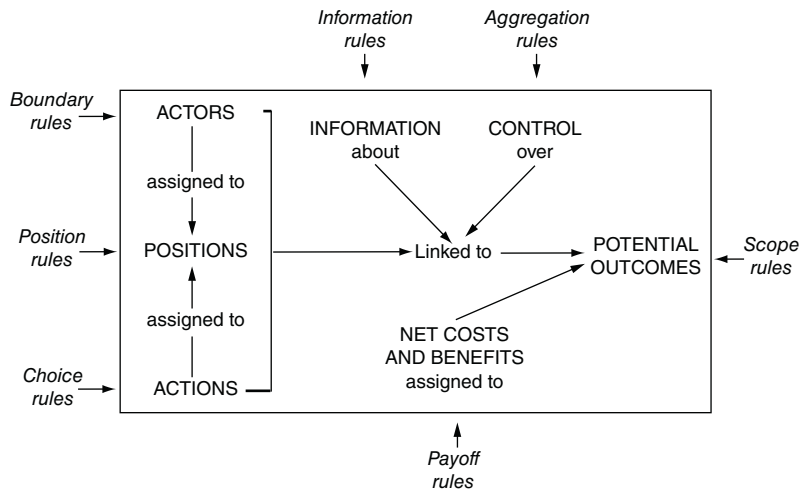 Information
rules
Aggregation
rules
Boundary
rules
ACTORS
INFORMATION
about
CONTROL
over
assigned to
Position
rules
POSITIONS
Linked to
POTENTIAL
OUTCOMES
Scope
rules
assigned to
NET COSTS
AND BENEFITS
assigned to
Choice
rules
ACTIONS
Payoff
rules